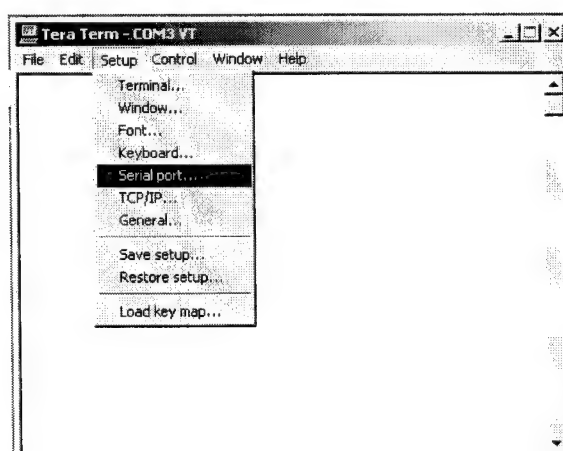 Tera Term - COM3 VT
File Edit Setup Control Window Help
Terminal...
Window...
Font...
Keyboard...
Serial port...
TCP/IP...
General...
Save setup...
Restore setup...
Load key map...